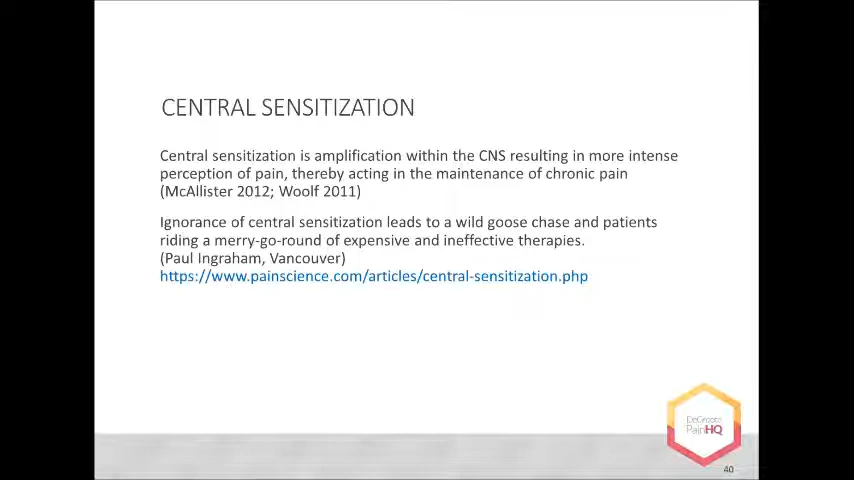 CENTRAL SENSITIZATION
Central sensitization is amplification within the CNS resulting in more intense
perception of pain, thereby acting in the maintenance of chronic pain
(McAllister 2012; Woolf 2011)
Ignorance of central sensitization leads to a wild goose chase and patients
riding a merry-go-round of expensive and ineffective therapies.
(Paul Ingraham, Vancouver)
https://www.painscience.com/articles/central-sensitization.php
DeGroote
PainHQ
40